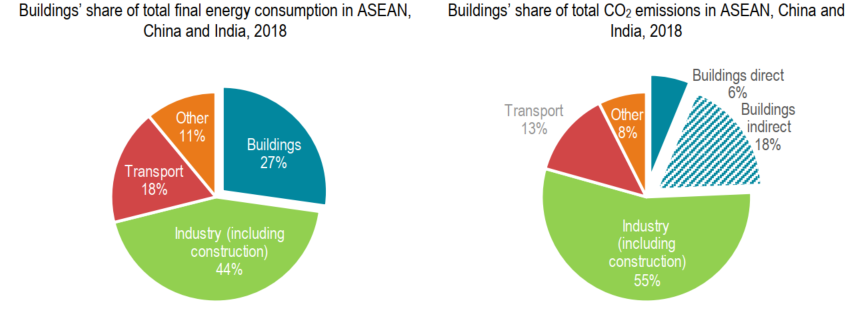 Buildings’ share of total final energy consumption in ASEAN,
China and India, 2018
Other
11%
Buildings
27%
Transport
18%
Industry (including
construction)
44%
Buildings’ share of total CO₂ emissions in ASEAN, China and
India, 2018
Buildings direct
6%
Buildings
indirect
18%
Transport
13%
Other
8%
Industry
(including
construction)
55%